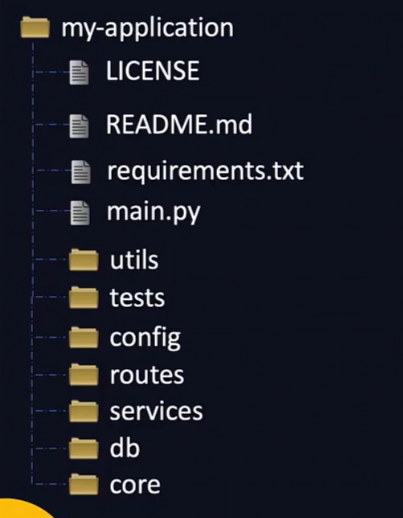 my-application
LICENSE
README.md
requirements.txt
main.py
utils
tests
config
routes
services
db
core